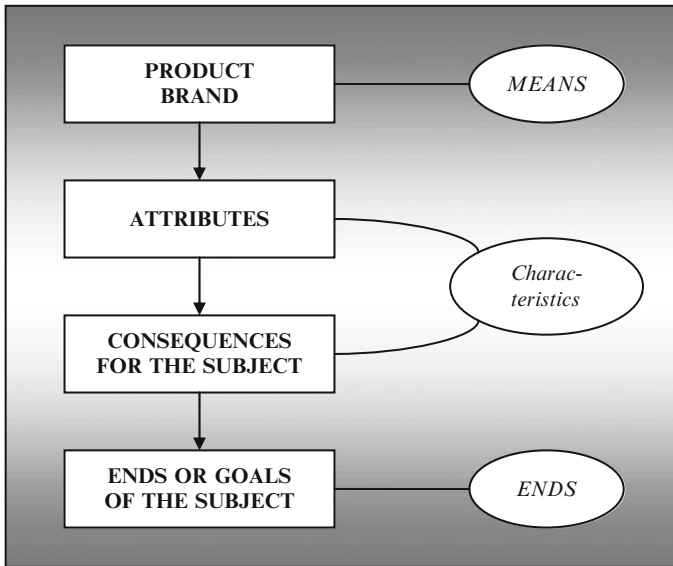 PRODUCT
BRAND
MEANS
ATTRIBUTES
Charac-
teristics
CONSEQUENCES
FOR THE SUBJECT
ENDS OR GOALS
OF THE SUBJECT
ENDS